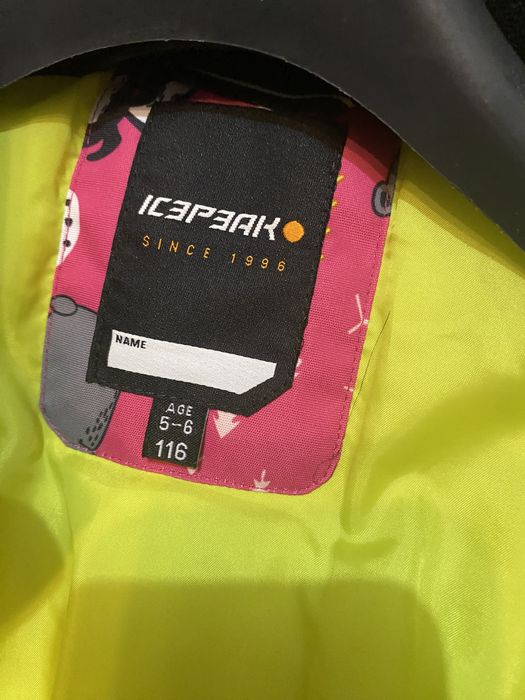 ICEPEAK
SINCE 1996
NAME
AGE
5-6
116